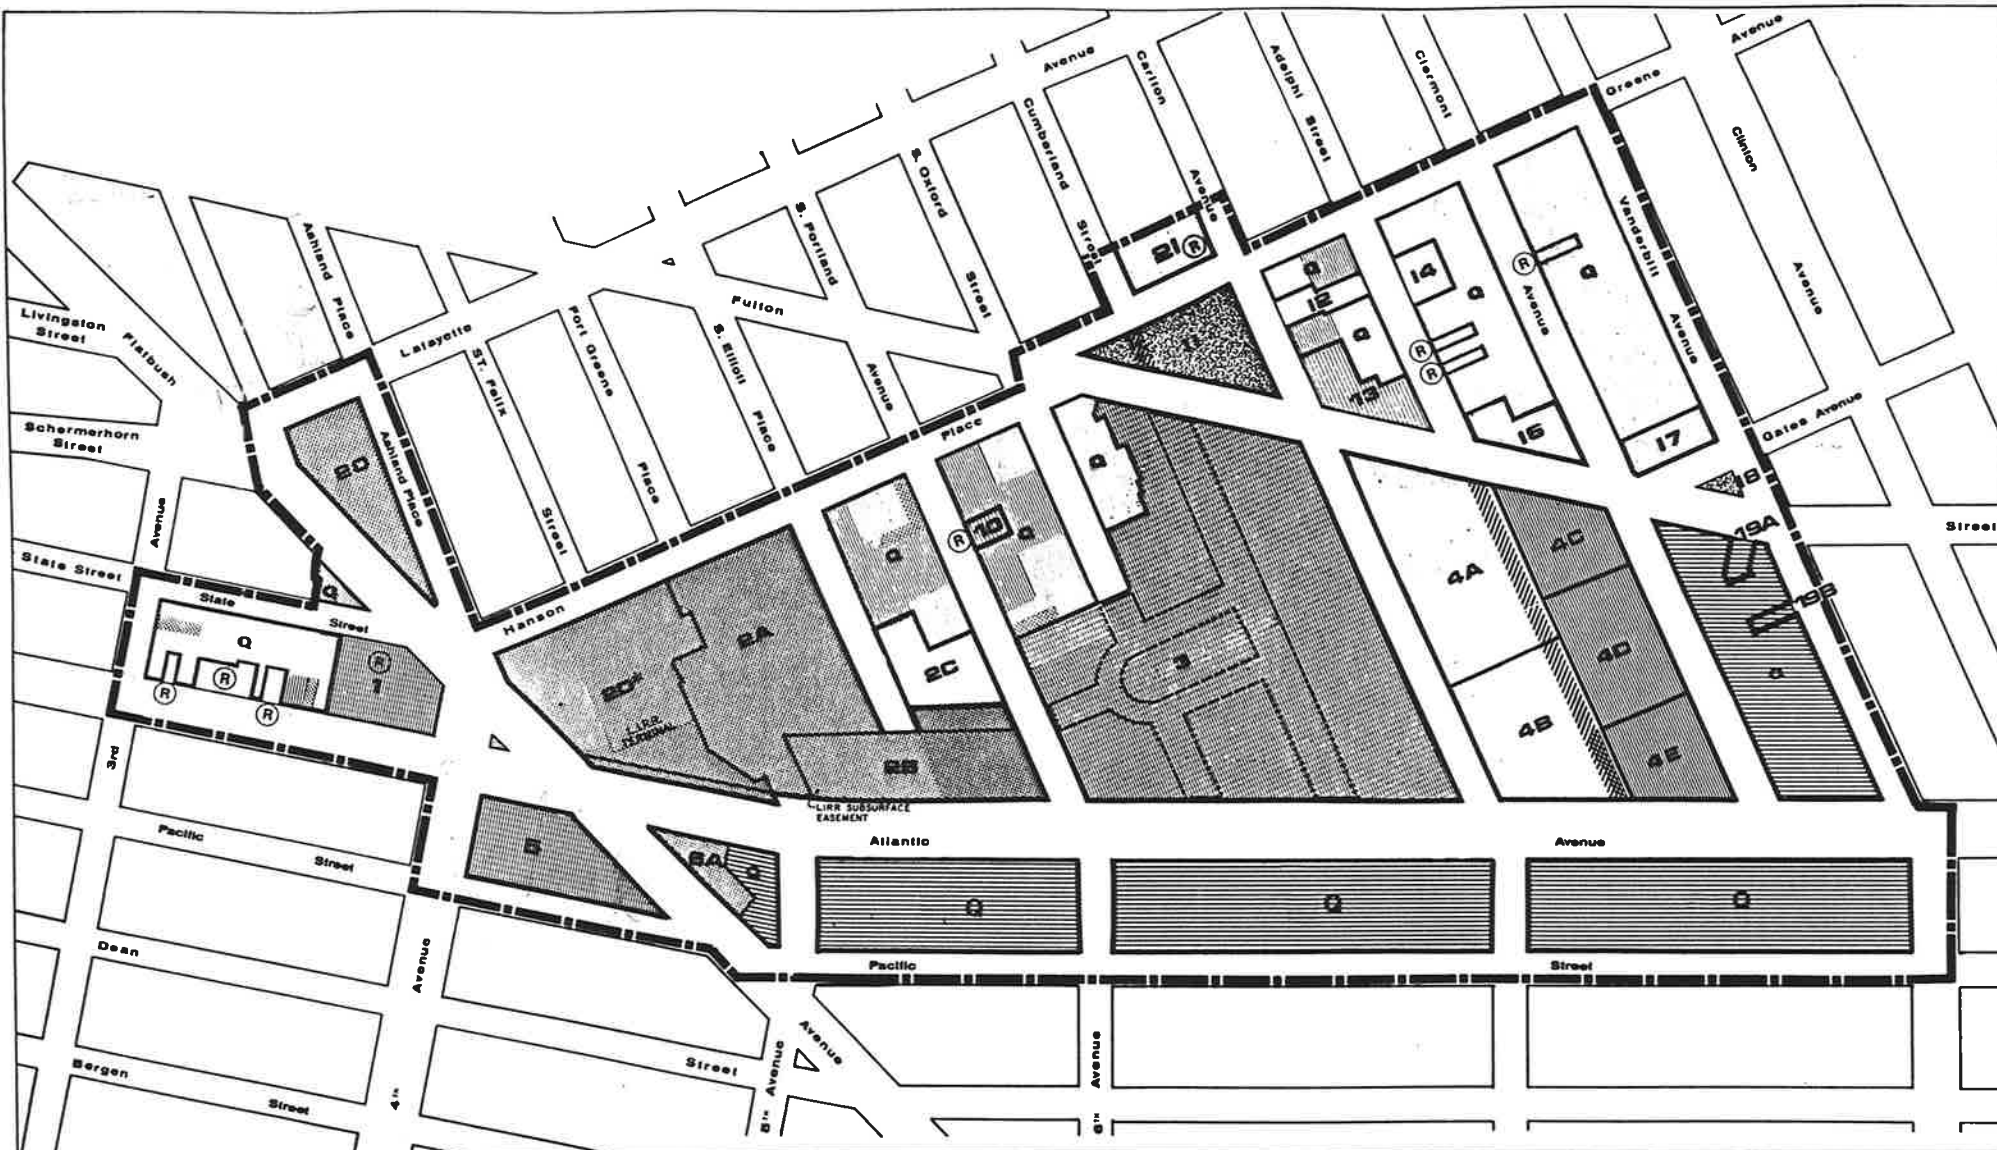 Avenue
Carlton
Avenue
Adelphi
Street
Clermont
Avenue
Greene
Avenue
Clinton
Avenue
Vanderbilt
Avenue
Cumberland
Street
S. Oxford
Street
S. Portland
Avenue
Fulton
S. Elliott
Place
Fort Greene
Place
ST. Felix
Street
Lafayette
Ashland
Place
Ashland Place
Livingston
Street
Flatbush
Schermerhorn
Street
Avenue
State Street
State
Street
Hanson
Place
Gates Avenue
Street
21
R
Q
12
Q
13
14
Q
R
R
R
Q
16
17
18
19A
19B
Q
20
Q
Q
R
R
R
R
1
2D*
L.I.R.R.
TERMINAL
2A
2B
2C
Q
R
10
Q
Q
3
4A
4B
4C
4D
4E
LIRR SUBSURFACE
EASEMENT
6A
Q
Atlantic
Avenue
Q
Q
Q
Pacific
Street
3rd
Pacific
Street
Dean
Street
Bergen
Street
4TH
Avenue
5TH Avenue
Avenue
6TH
Avenue